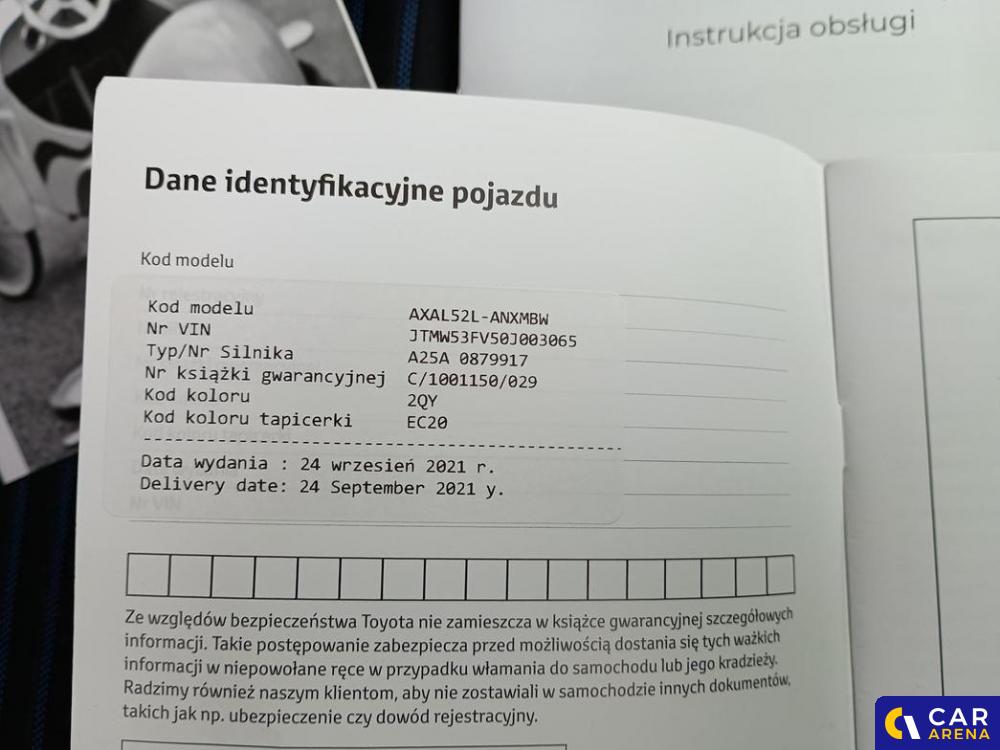 Instrukcja obsługi
Dane identyfikacyjne pojazdu
Kod modelu
Kod modelu AXAL52L-ANXMBW
Nr VIN JTMW53FV50J003065
Typ/Nr Silnika A25A 0879917
Nr książki gwarancyjnej C/1001150/029
Kod koloru 2QY
Kod koloru tapicerki EC20
Data wydania : 24 wrzesień 2021 r.
Delivery date: 24 September 2021 y.
Nr VIN
Ze względów bezpieczeństwa Toyota nie zamieszcza w książce gwarancyjnej szczegółowych
informacji. Takie postępowanie zabezpiecza przed możliwością dostania się tych ważkich
informacji w niepowołane ręce w przypadku włamania do samochodu lub jego kradzieży.
Radzimy również naszym klientom, aby nie zostawiali w samochodzie innych dokumentów,
takich jak np. ubezpieczenie czy dowód rejestracyjny.
CAR
ARENA